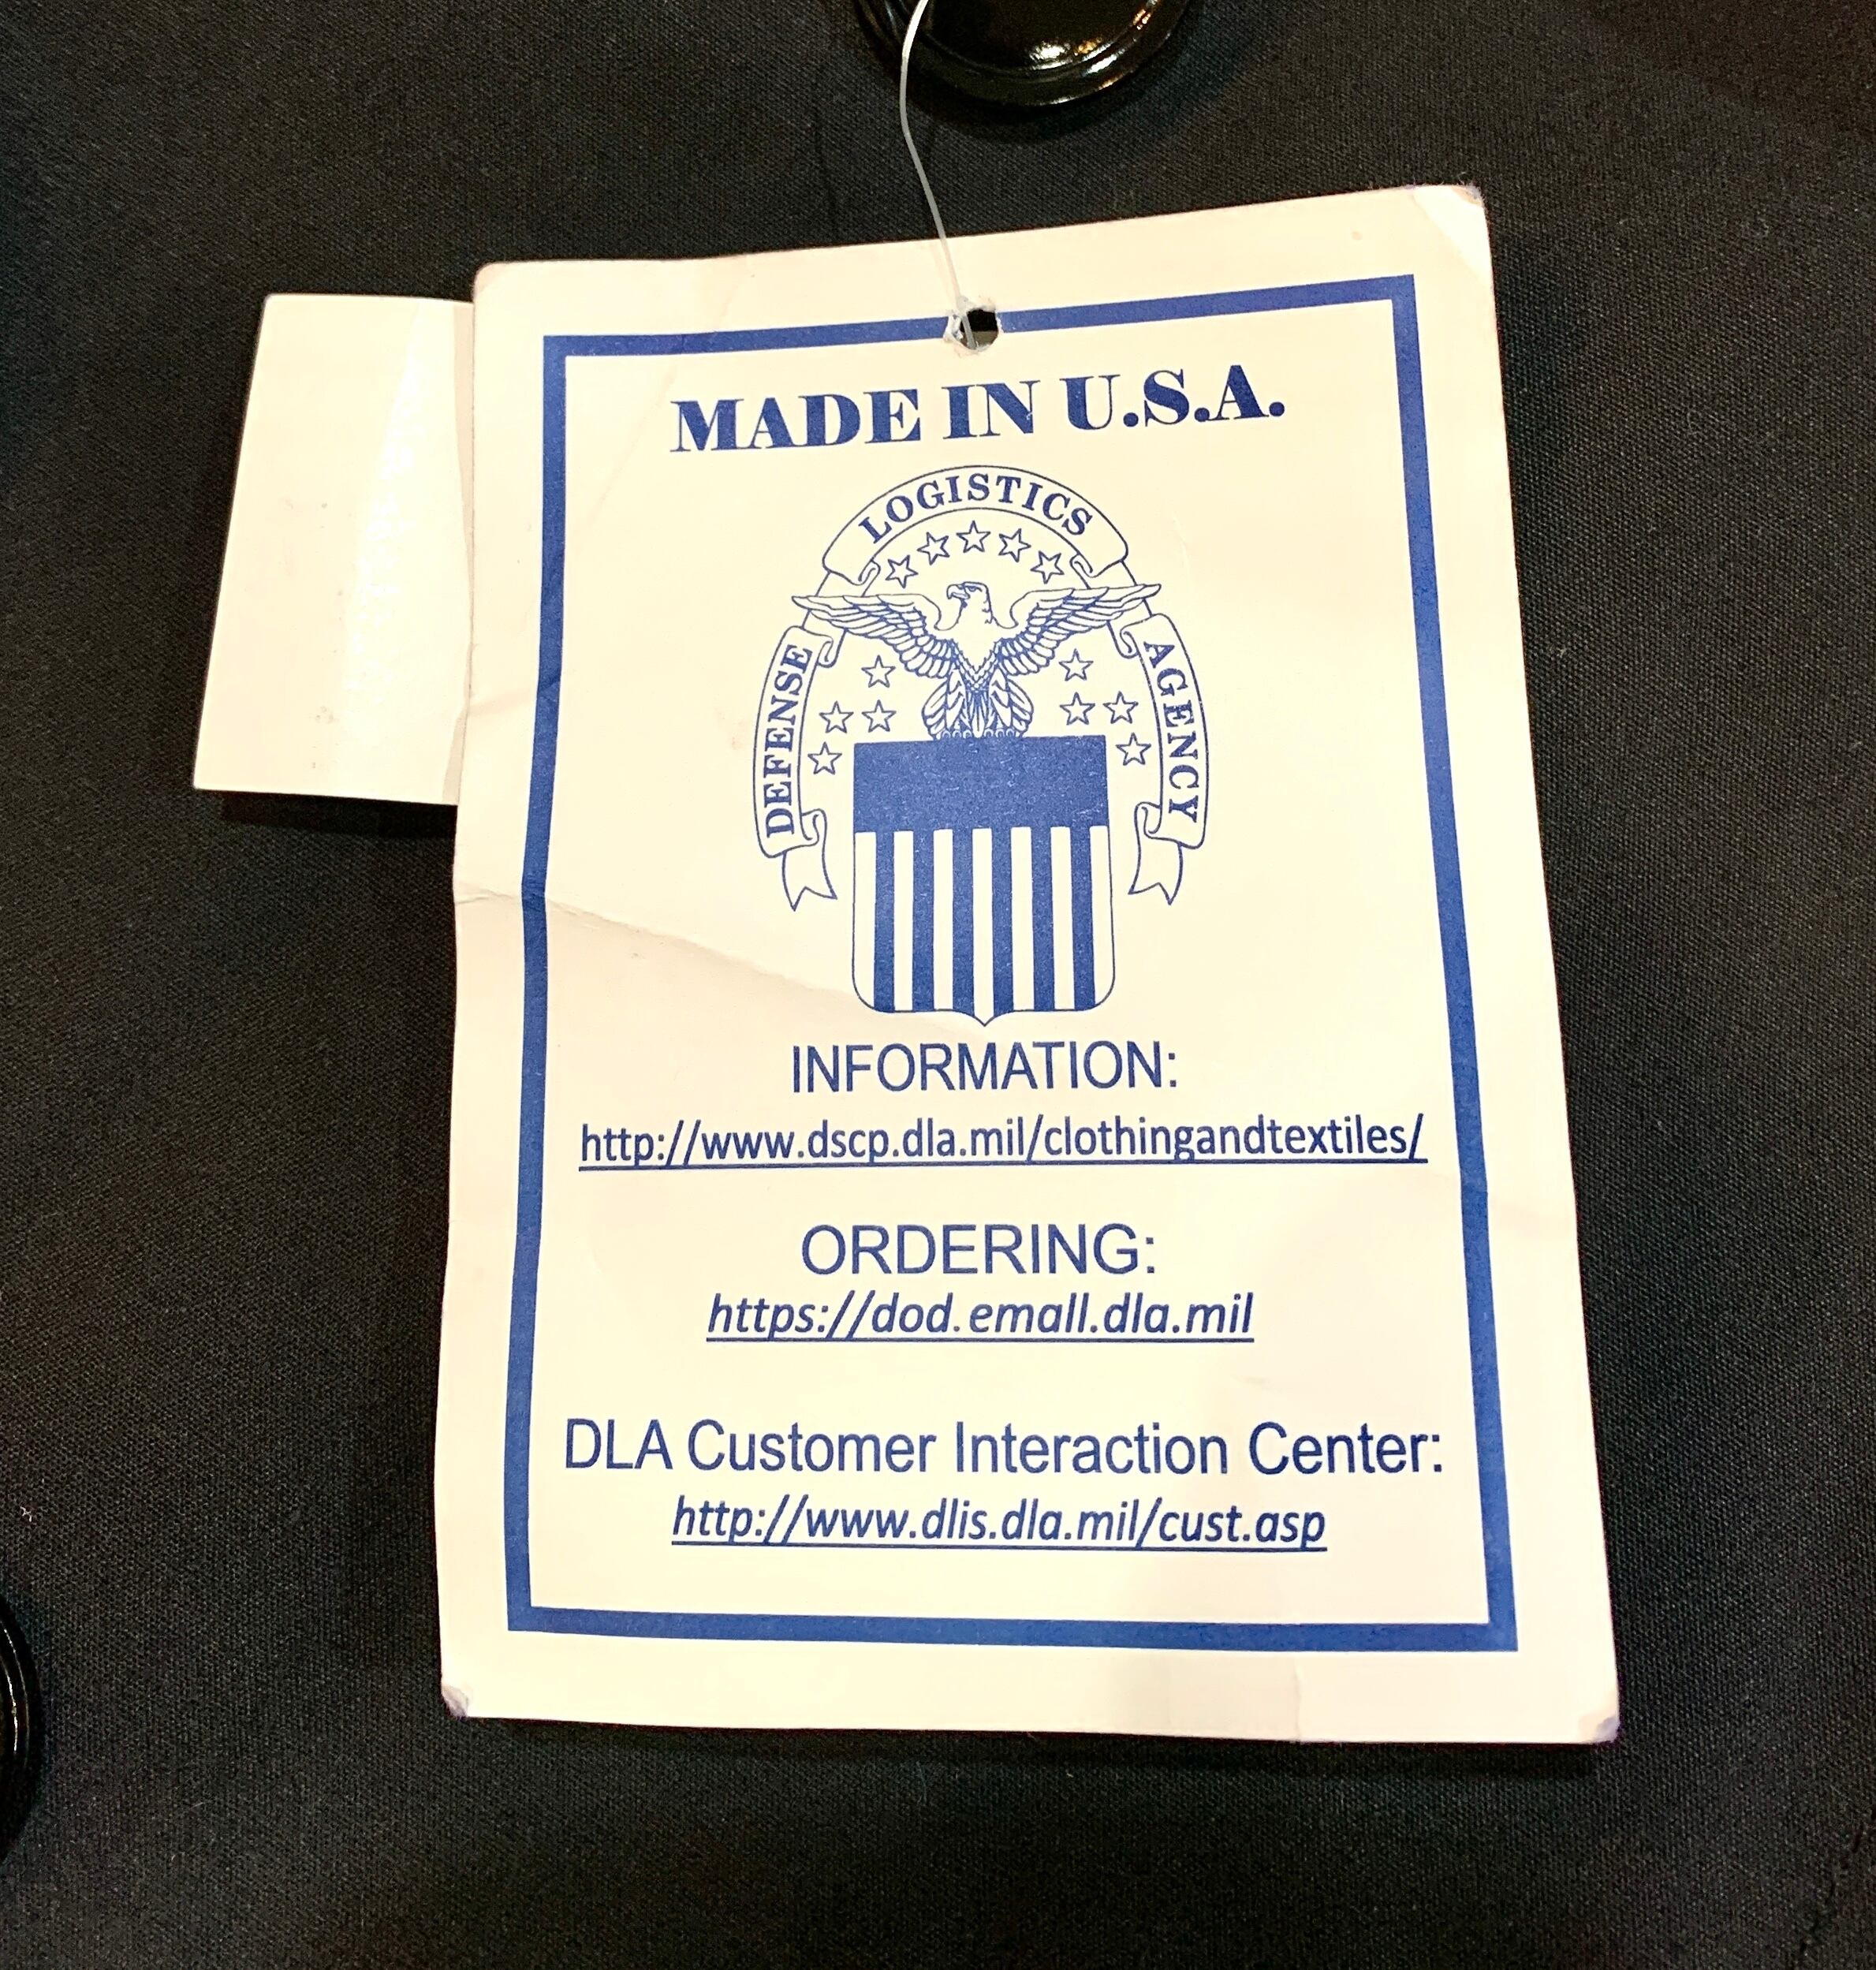 MADE IN U.S.A.
DEFENSE LOGISTICS AGENCY
INFORMATION:
http://www.dscp.dla.mil/clothingandtextiles/
ORDERING:
https://dod.emall.dla.mil
DLA Customer Interaction Center:
http://www.dlis.dla.mil/cust.asp